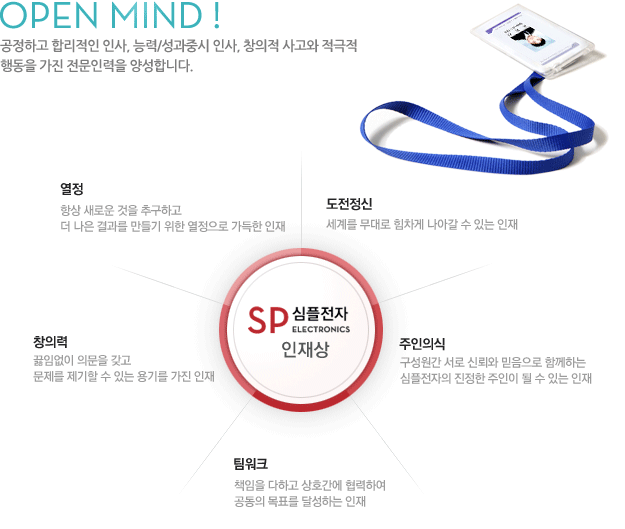 OPEN MIND !
공정하고 합리적인 인사, 능력/성과중시 인사, 창의적 사고와 적극적
행동을 가진 전문인력을 양성합니다.
열정
항상 새로운 것을 추구하고
더 나은 결과를 만들기 위한 열정으로 가득한 인재
도전정신
세계를 무대로 힘차게 나아갈 수 있는 인재
SP 심플전자
ELECTRONICS
인재상
창의력
끓임없이 의문을 갖고
문제를 제기할 수 있는 용기를 가진 인재
주인의식
구성원간 서로 신뢰와 믿음으로 함께하는
심플전자의 진정한 주인이 될 수 있는 인재
팀워크
책임을 다하고 상호간에 협력하여
공동의 목표를 달성하는 인재